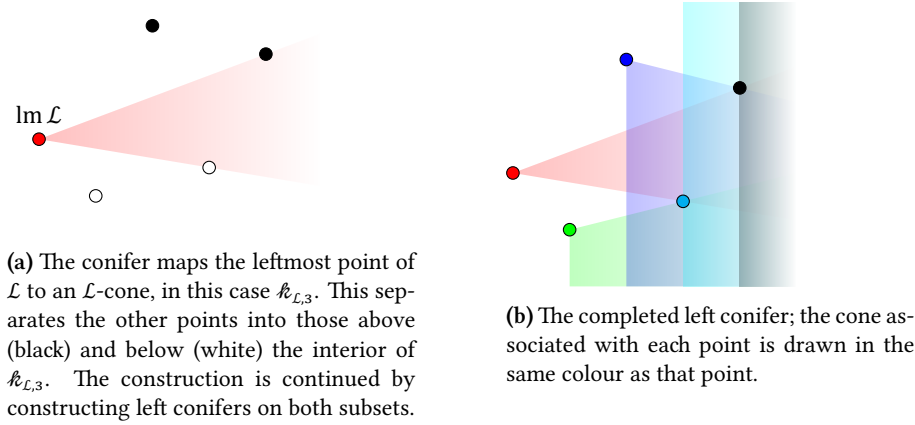 lm ℒ
(a) The conifer maps the leftmost point of
ℒ to an ℒ-cone, in this case 𝓀ℒ,3. This sep-
arates the other points into those above
(black) and below (white) the interior of
𝓀ℒ,3. The construction is continued by
constructing left conifers on both subsets.
(b) The completed left conifer; the cone as-
sociated with each point is drawn in the
same colour as that point.